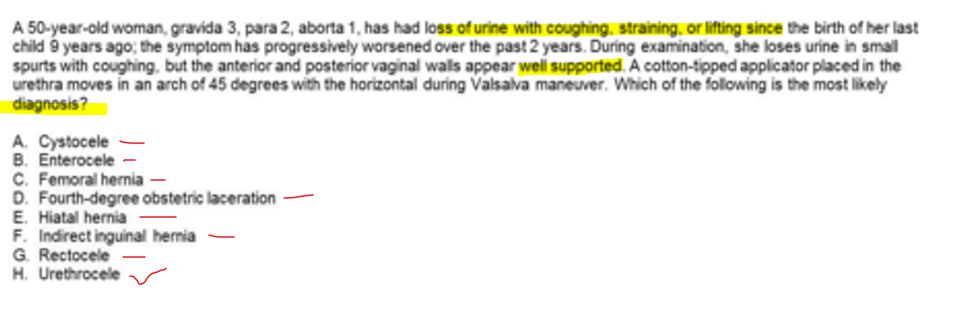 A 50-year-old woman, gravida 3, para 2, aborta 1, has had loss of urine with coughing, straining, or lifting since the birth of her last
child 9 years ago; the symptom has progressively worsened over the past 2 years. During examination, she loses urine in small
spurts with coughing, but the anterior and posterior vaginal walls appear well supported. A cotton-tipped applicator placed in the
urethra moves in an arch of 45 degrees with the horizontal during Valsalva maneuver. Which of the following is the most likely
diagnosis?
A. Cystocele
B. Enterocele
C. Femoral hernia
D. Fourth-degree obstetric laceration
E. Hiatal hernia
F. Indirect inguinal hernia
G. Rectocele
H. Urethrocele